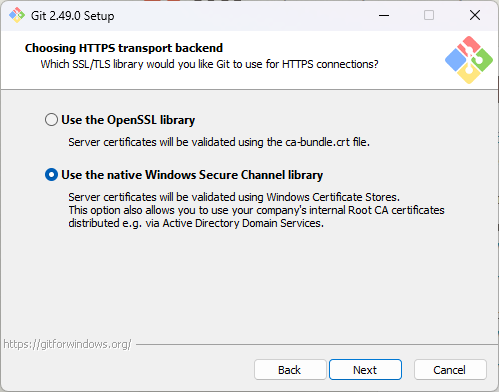 Git 2.49.0 Setup
Choosing HTTPS transport backend
Which SSL/TLS library would you like Git to use for HTTPS connections?
Use the OpenSSL library
Server certificates will be validated using the ca-bundle.crt file.
Use the native Windows Secure Channel library
Server certificates will be validated using Windows Certificate Stores.
This option also allows you to use your company's internal Root CA certificates
distributed e.g. via Active Directory Domain Services.
https://gitforwindows.org/
Back Next Cancel